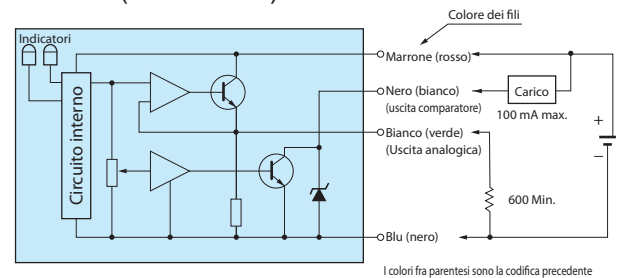 Colore dei fili
Indicatori
Marrone (rosso)
Nero (bianco)
(uscita comparatore)
Carico
100 mA max.
Circuito interno
Bianco (verde)
(Uscita analogica)
+
−
600 Min.
Blu (nero)
I colori fra parentesi sono la codifica precedente